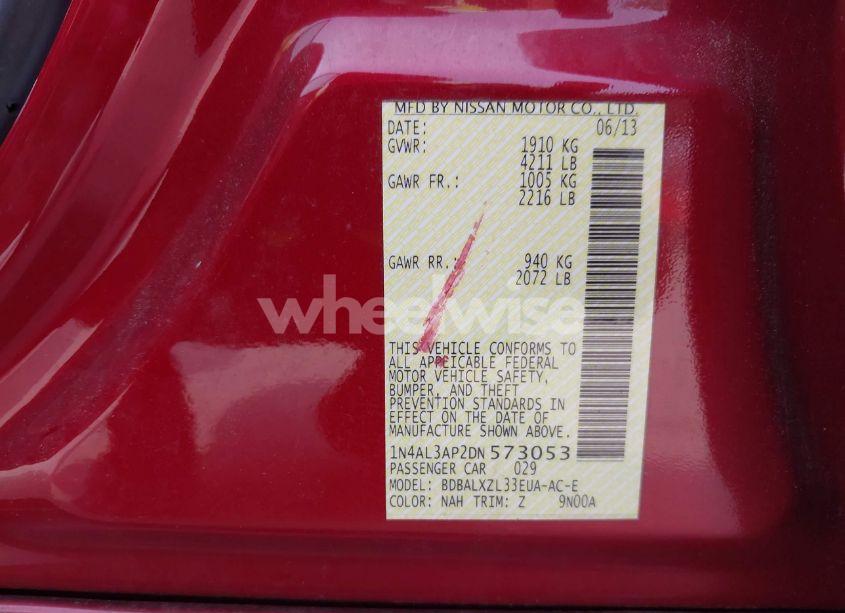 MFD BY NISSAN MOTOR CO., LTD.
DATE: 06/13
GVWR: 1910 KG
4211 LB
GAWR FR.: 1005 KG
2216 LB
GAWR RR.: 940 KG
2072 LB
wheelwise
THIS VEHICLE CONFORMS TO
ALL APPLICABLE FEDERAL
MOTOR VEHICLE SAFETY,
BUMPER, AND THEFT
PREVENTION STANDARDS IN
EFFECT ON THE DATE OF
MANUFACTURE SHOWN ABOVE.
1N4AL3AP2DN573053
PASSENGER CAR 029
MODEL: BDBALXZL33EUA-AC-E
COLOR: NAH TRIM: Z 9N00A